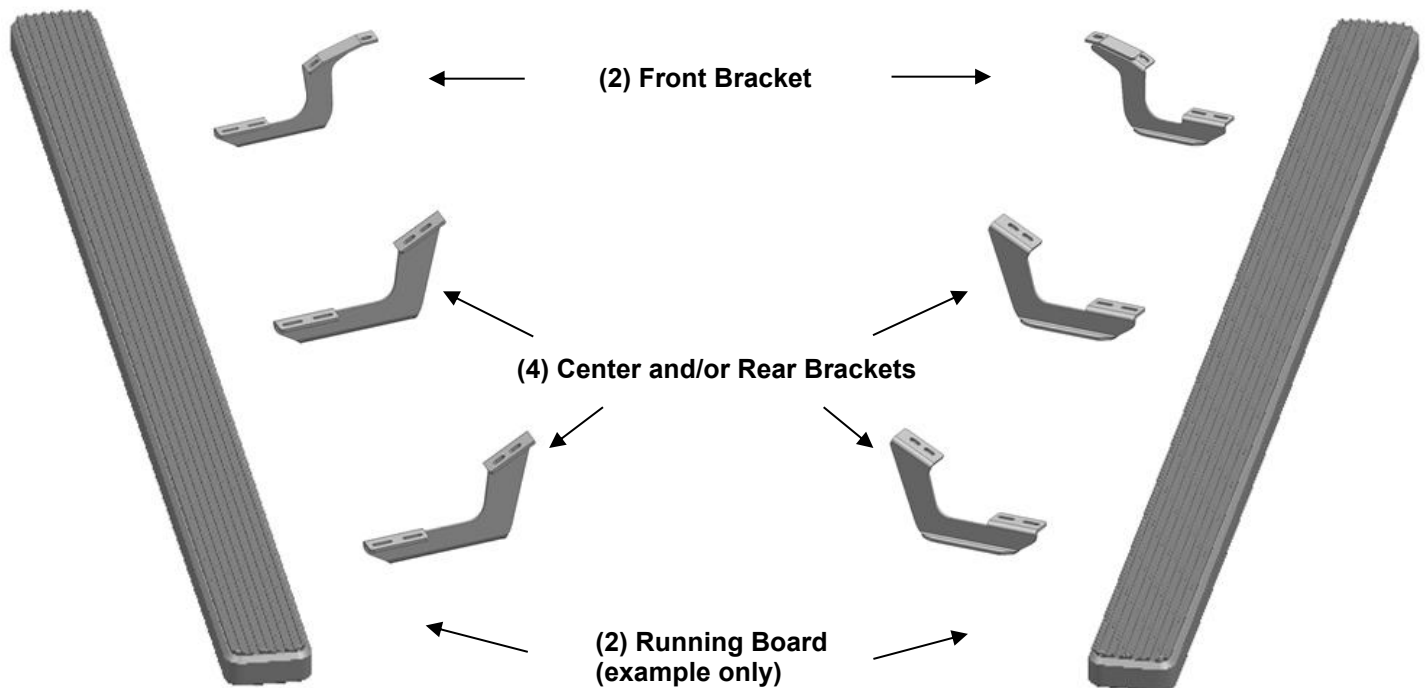 (2) Front Bracket
(4) Center and/or Rear Brackets
(2) Running Board
(example only)